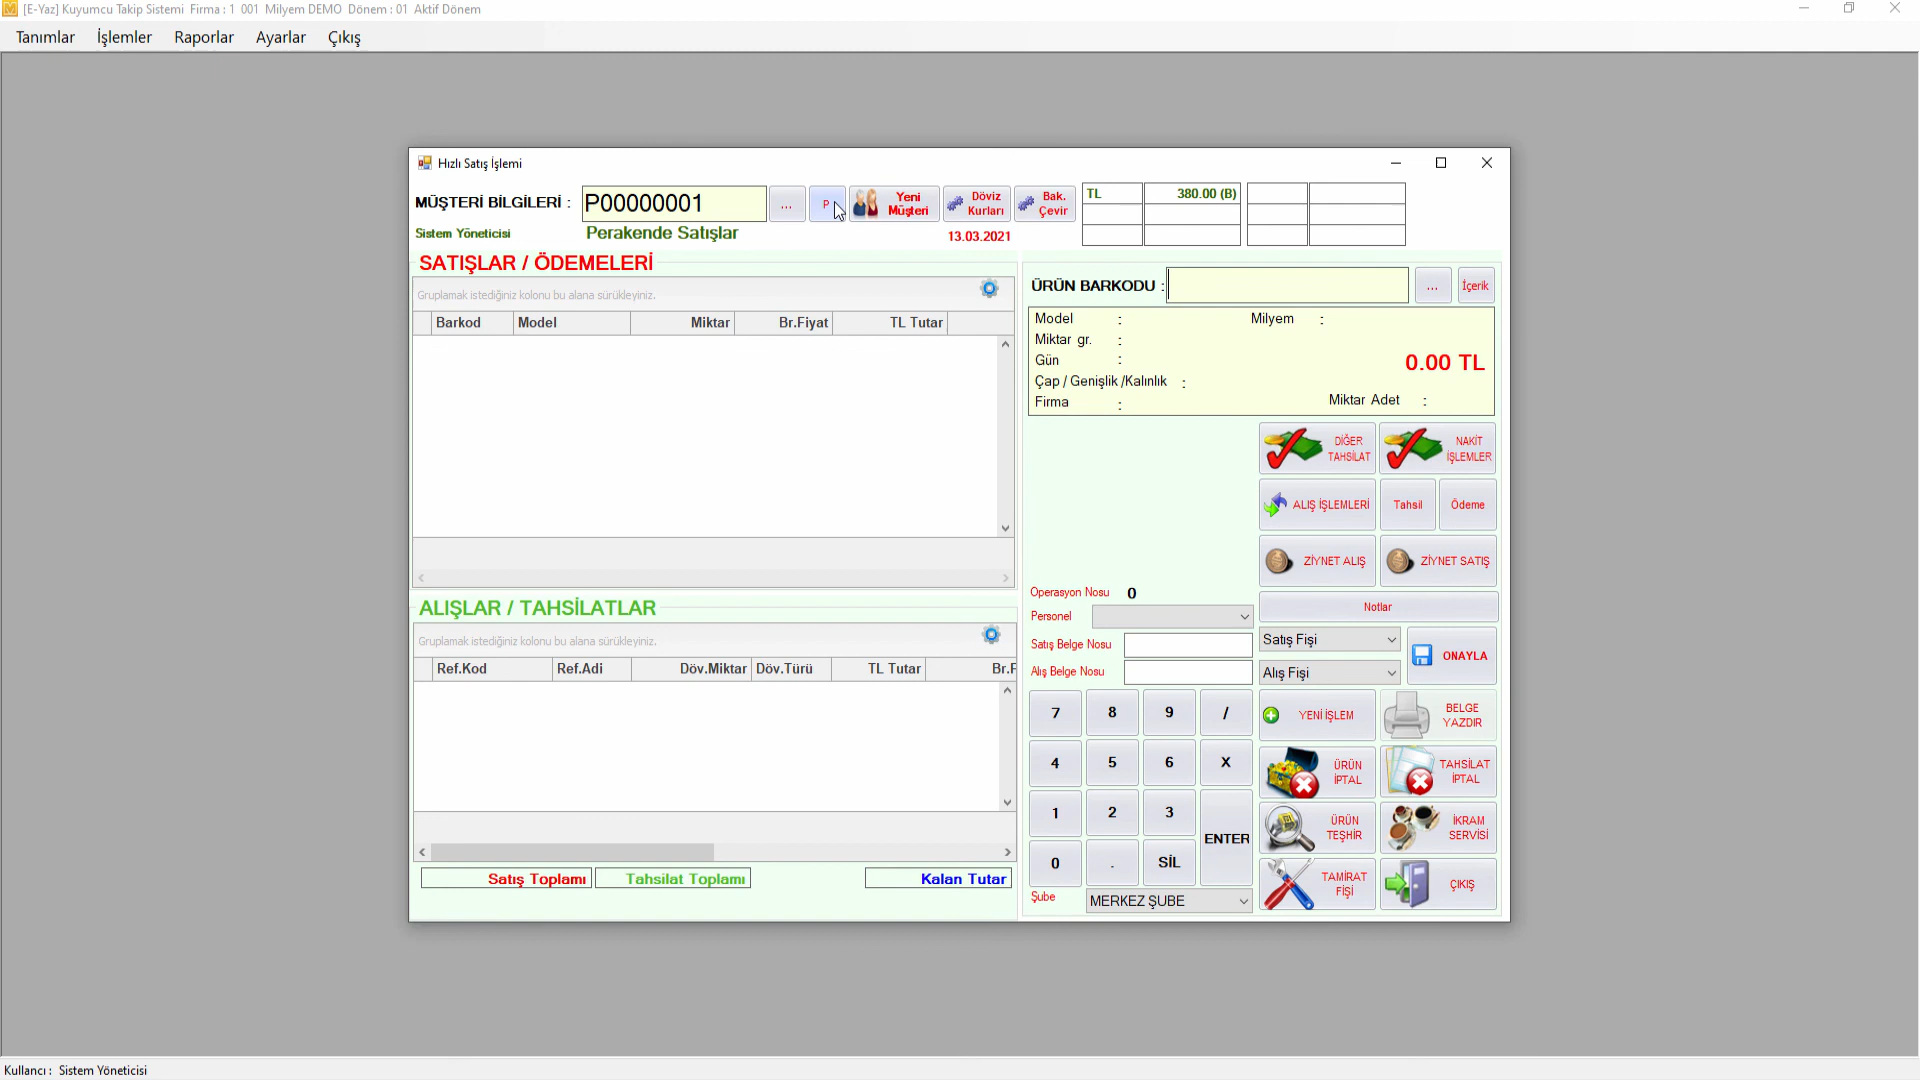 [E-Yaz] Kuyumcu Takip Sistemi Firma : 1 001 Milyem DEMO Dönem : 01 Aktif Dönem
Tanımlar İşlemler Raporlar Ayarlar Çıkış
Hızlı Satış İşlemi
MÜŞTERİ BİLGİLERİ : P00000001 ... P Yeni Müşteri Döviz Kurları Bak. Çevir TL 380.00 (B)
Sistem Yöneticisi Perakende Satışlar 13.03.2021
SATIŞLAR / ÖDEMELERİ
Gruplamak istediğiniz kolonu bu alana sürükleyiniz.
Barkod Model Miktar Br.Fiyat TL Tutar
ALIŞLAR / TAHSİLATLAR
Gruplamak istediğiniz kolonu bu alana sürükleyiniz.
Ref.Kod Ref.Adi Döv.Miktar Döv.Türü TL Tutar Br.F
Satış Toplamı Tahsilat Toplamı Kalan Tutar
ÜRÜN BARKODU : ... İçerik
Model : Milyem :
Miktar gr. :
Gün :
0.00 TL
Çap / Genişlik /Kalınlık :
Firma : Miktar Adet :
DİĞER TAHSİLAT NAKİT İŞLEMLER
ALIŞ İŞLEMLERİ Tahsil Ödeme
ZİYNET ALIŞ ZİYNET SATIŞ
Operasyon Nosu 0
Notlar
Personel
Satış Belge Nosu Satış Fişi
ONAYLA
Alış Belge Nosu Alış Fişi
7 8 9 /
4 5 6 X
1 2 3 ENTER
0 . SİL
Şube MERKEZ ŞUBE
YENİ İŞLEM BELGE YAZDIR
ÜRÜN İPTAL TAHSİLAT İPTAL
ÜRÜN TEŞHİR İKRAM SERVİSİ
TAMİRAT FİŞİ ÇIKIŞ
Kullancı : Sistem Yöneticisi